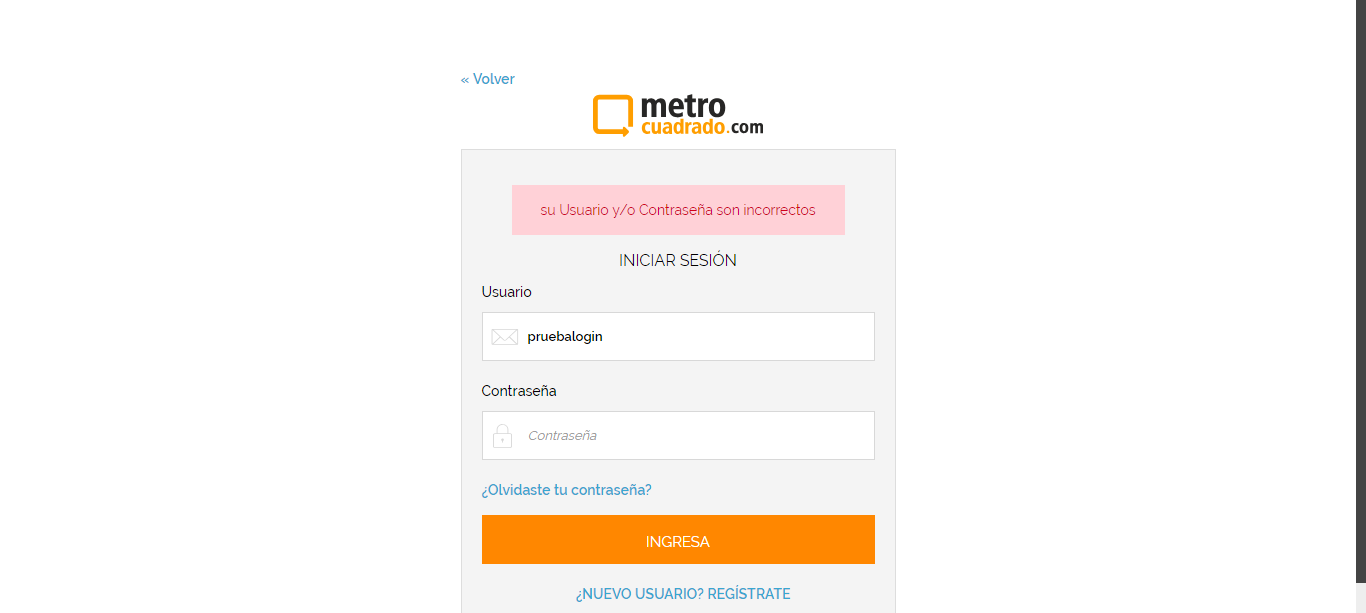 « Volver
metro
cuadrado.com
su Usuario y/o Contraseña son incorrectos
INICIAR SESIÓN
Usuario
pruebalogin
Contraseña
Contraseña
¿Olvidaste tu contraseña?
INGRESA
¿NUEVO USUARIO? REGÍSTRATE